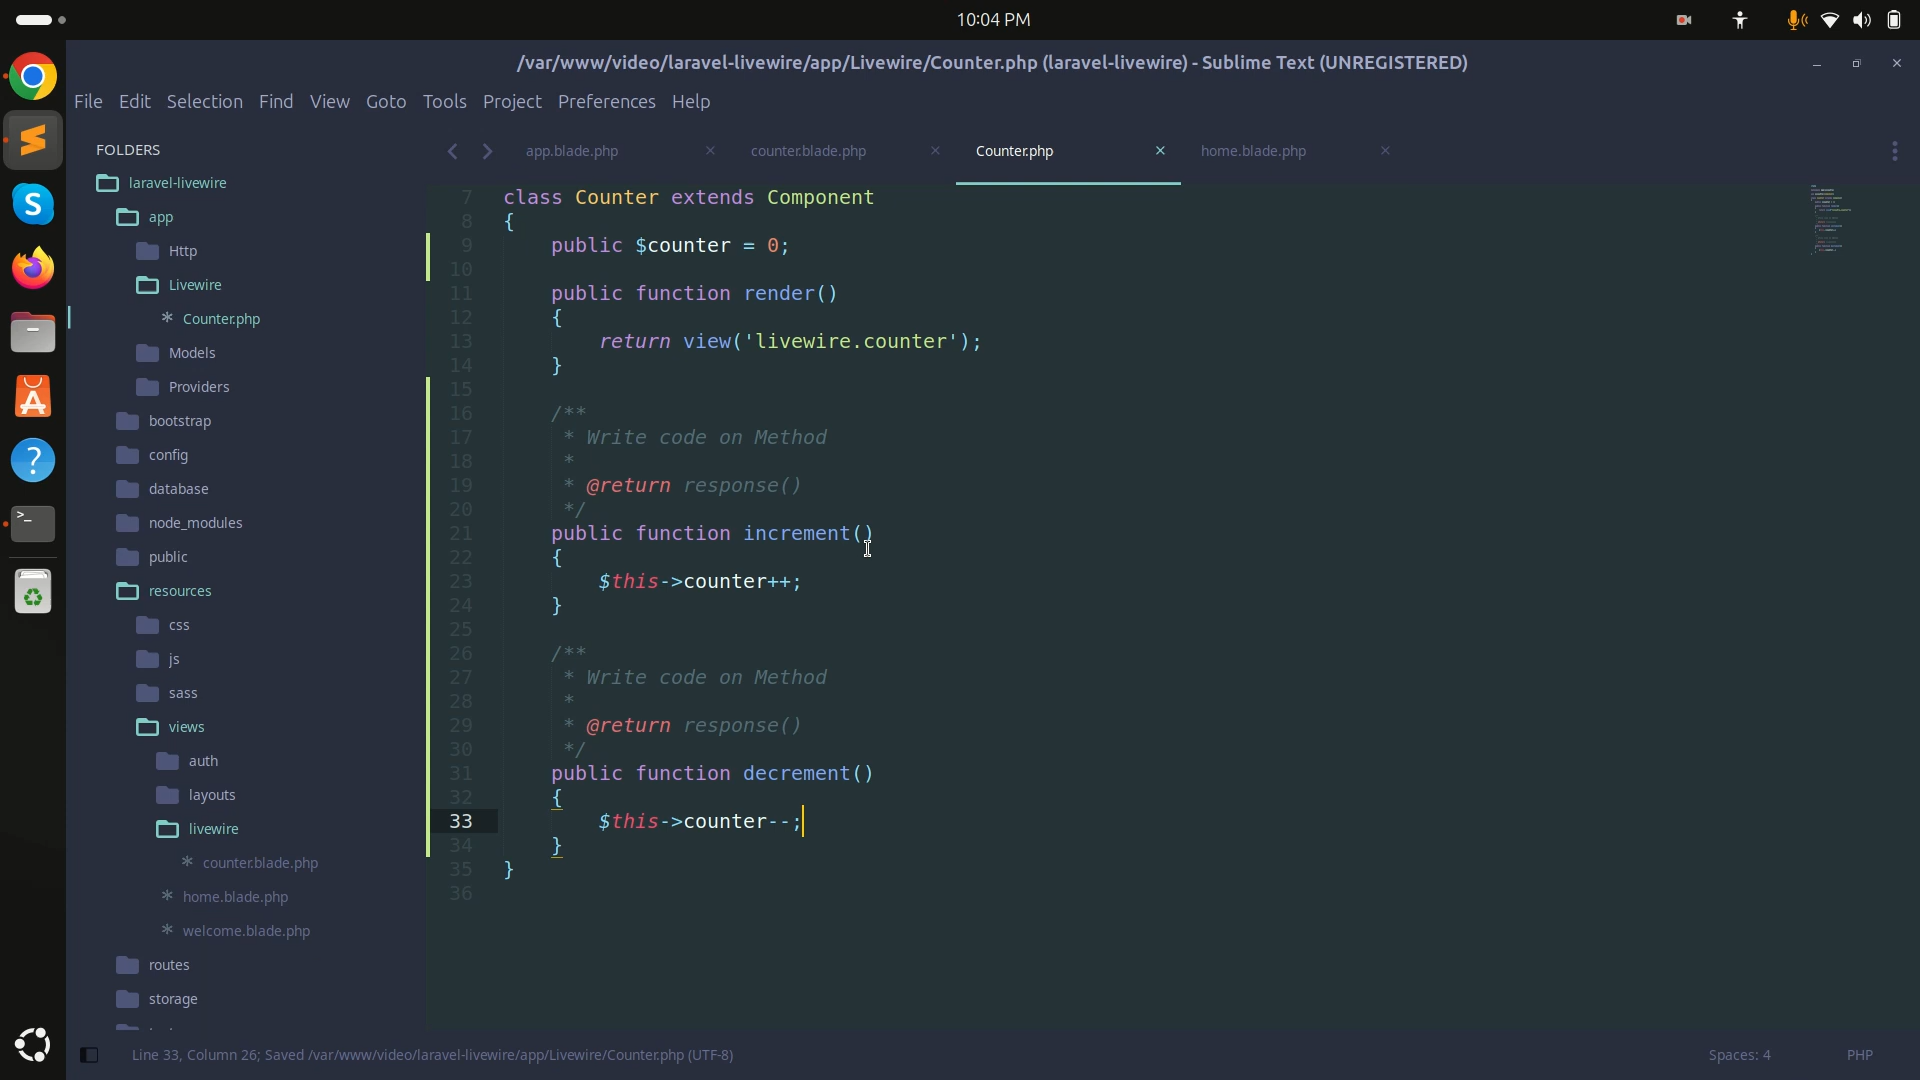 10:04 PM
/var/www/video/laravel-livewire/app/Livewire/Counter.php (laravel-livewire) - Sublime Text (UNREGISTERED)
File Edit Selection Find View Goto Tools Project Preferences Help
FOLDERS
laravel-livewire
app
Http
Livewire
* Counter.php
Models
Providers
bootstrap
config
database
node_modules
public
resources
css
js
sass
views
auth
layouts
livewire
* counter.blade.php
* home.blade.php
* welcome.blade.php
routes
storage
app.blade.php counter.blade.php Counter.php home.blade.php
7 class Counter extends Component
8 {
9     public $counter = 0;
10
11     public function render()
12     {
13         return view('livewire.counter');
14     }
15
16     /**
17      * Write code on Method
18      *
19      * @return response()
20      */
21     public function increment()
22     {
23         $this->counter++;
24     }
25
26     /**
27      * Write code on Method
28      *
29      * @return response()
30      */
31     public function decrement()
32     {
33         $this->counter--;
34     }
35 }
36
Line 33, Column 26; Saved /var/www/video/laravel-livewire/app/Livewire/Counter.php (UTF-8) Spaces: 4 PHP